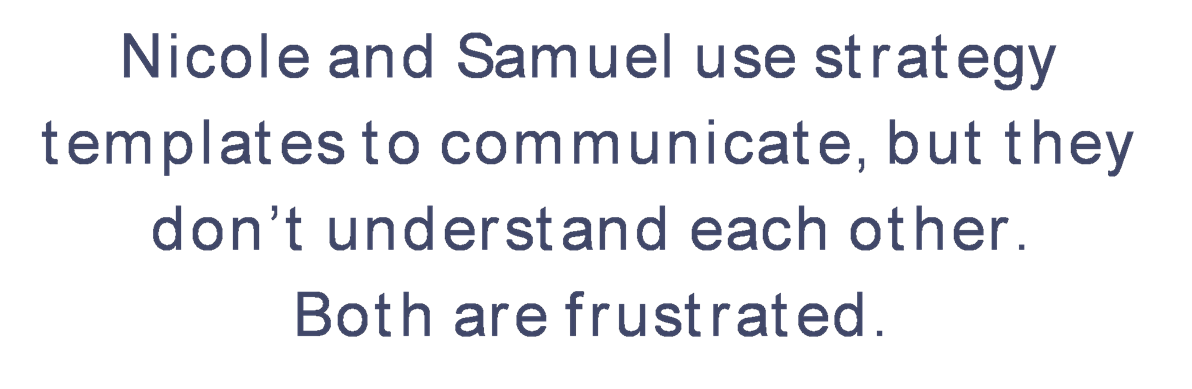 Nicole and Samuel use strategy
templates to communicate, but they
don’t understand each other.
Both are frustrated.